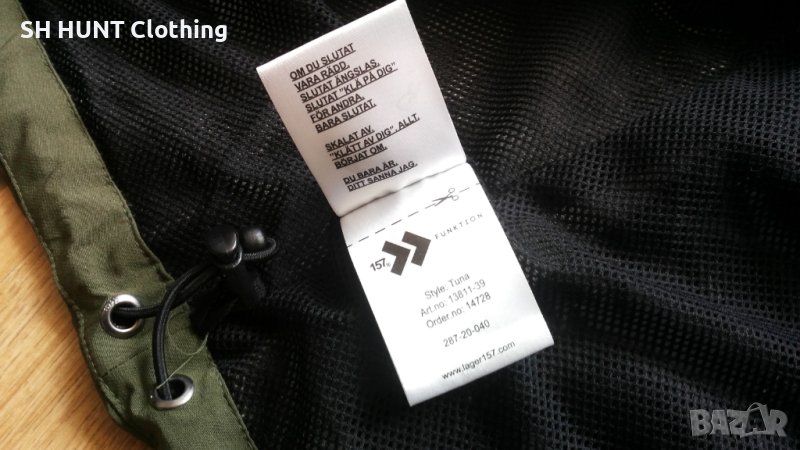 SH HUNT Clothing
OM DU SLUTAT
VARA RÄDD.
SLUTAT ÄNGSLAS.
SLUTAT "KLÄ PÅ DIG"
FÖR ANDRA.
BARA SLUTAT.
SKALAT AV.
"KLÄTT AV DIG". ALLT.
BÖRJAT OM.
DU BARA ÄR.
DITT SANNA JAG.
157
FUNKTION
Style: Tuna
Art.no: 13811-39
Order.no: 14728
287-20-040
www.lager157.com
BAZAR